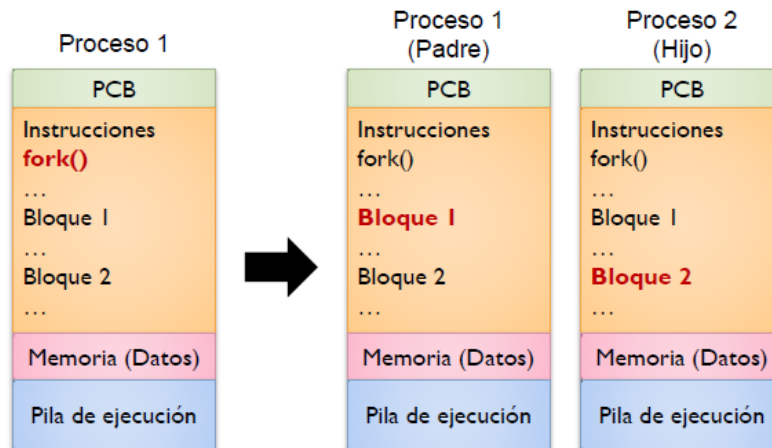 Proceso 1
PCB
Instrucciones
fork()
...
Bloque 1
...
Bloque 2
...
Memoria (Datos)
Pila de ejecución
Proceso 1
(Padre)
PCB
Instrucciones
fork()
...
Bloque 1
...
Bloque 2
...
Memoria (Datos)
Pila de ejecución
Proceso 2
(Hijo)
PCB
Instrucciones
fork()
...
Bloque 1
...
Bloque 2
...
Memoria (Datos)
Pila de ejecución